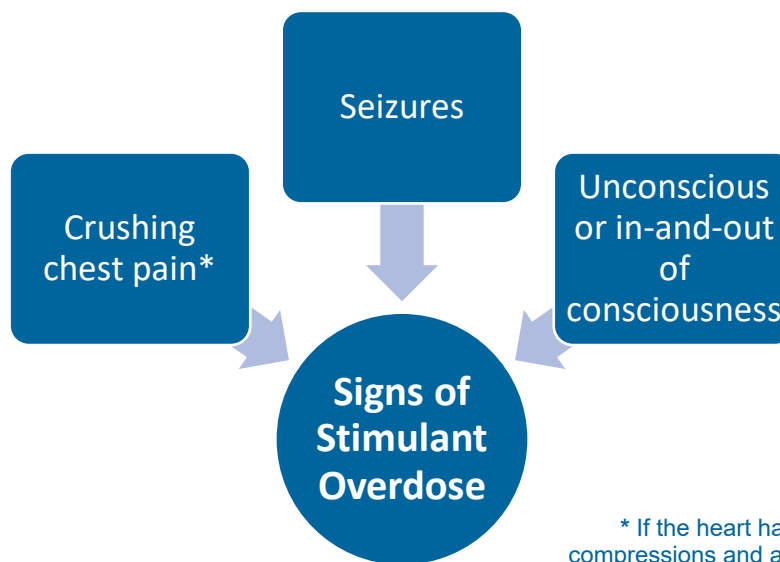 Seizures
Crushing
chest pain*
Unconscious
or in-and-out
of
consciousness
Signs of
Stimulant
Overdose
* If the heart ha
compressions and a